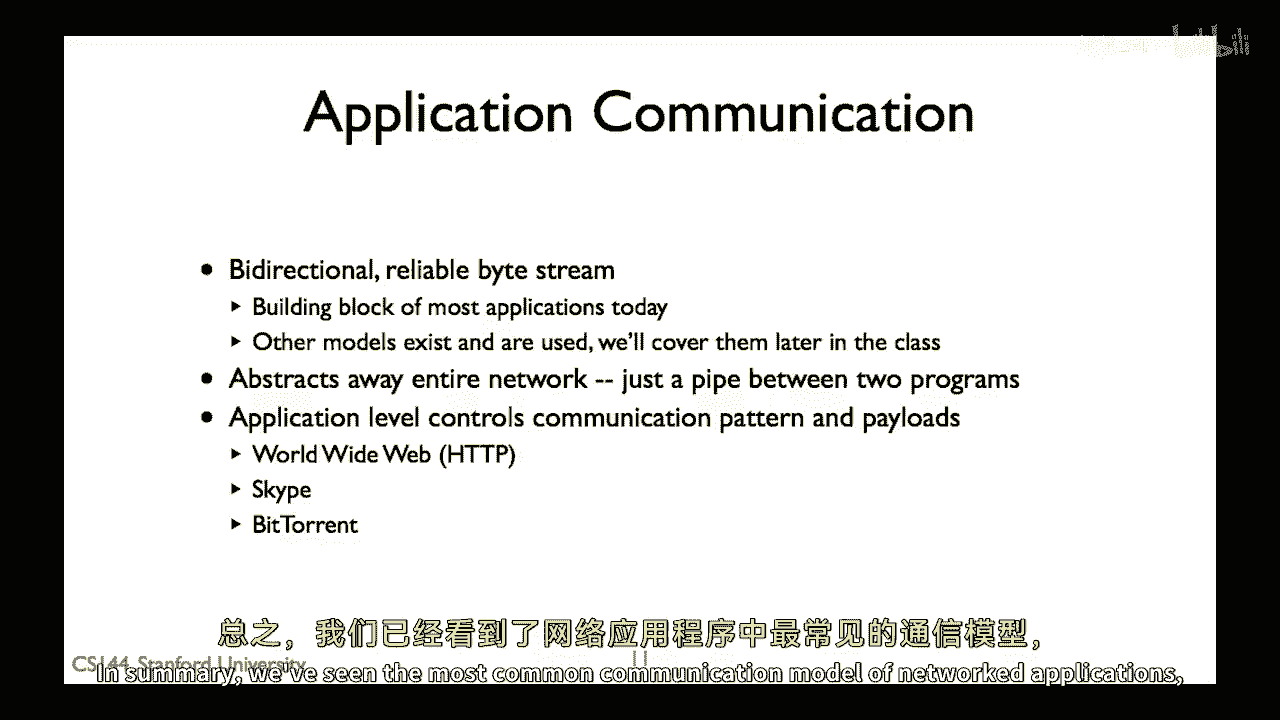 bilibili
Application Communication
• Bidirectional, reliable byte stream
▸ Building block of most applications today
▸ Other models exist and are used, we'll cover them later in the class
• Abstracts away entire network -- just a pipe between two programs
• Application level controls communication pattern and payloads
▸ World Wide Web (HTTP)
▸ Skype
▸ BitTorrent
总之，我们已经看到了网络应用程序中最常见的通信模型，
CS144, Stanford University
11
In summary, we've seen the most common communication model of networked applications,